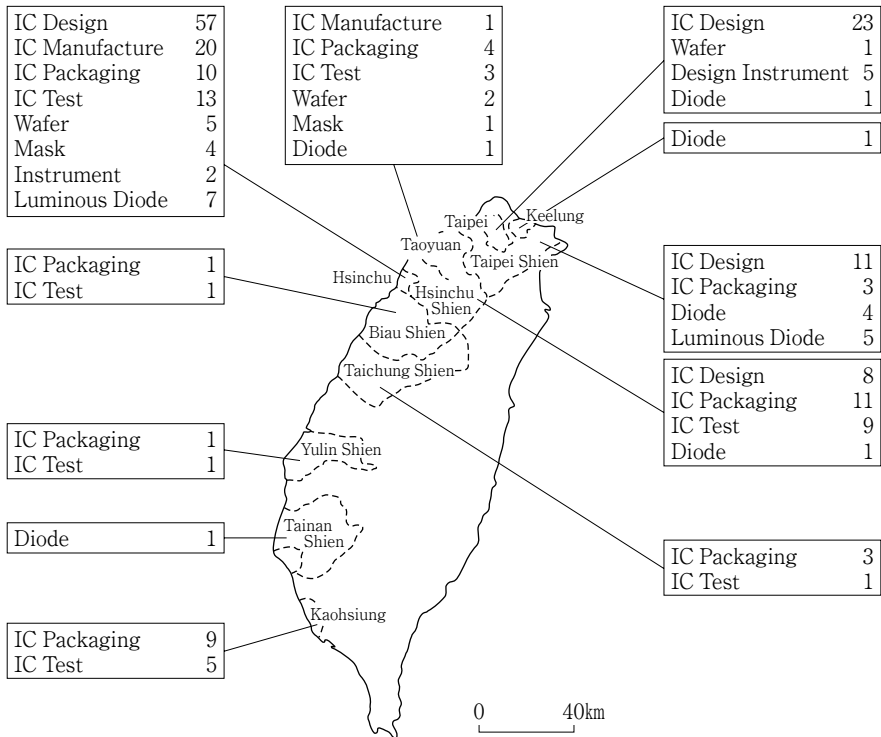 IC Design 57
IC Manufacture 20
IC Packaging 10
IC Test 13
Wafer 5
Mask 4
Instrument 2
Luminous Diode 7
IC Manufacture 1
IC Packaging 4
IC Test 3
Wafer 2
Mask 1
Diode 1
IC Design 23
Wafer 1
Design Instrument 5
Diode 1
Diode 1
Taipei
Keelung
Taoyuan
Taipei Shien
Hsinchu
Hsinchu
Shien
Biau Shien
Taichung Shien
IC Packaging 1
IC Test 1
IC Design 11
IC Packaging 3
Diode 4
Luminous Diode 5
IC Design 8
IC Packaging 11
IC Test 9
Diode 1
IC Packaging 1
IC Test 1
Yulin Shien
Diode 1
Tainan
Shien
IC Packaging 3
IC Test 1
Kaohsiung
IC Packaging 9
IC Test 5
0 40km